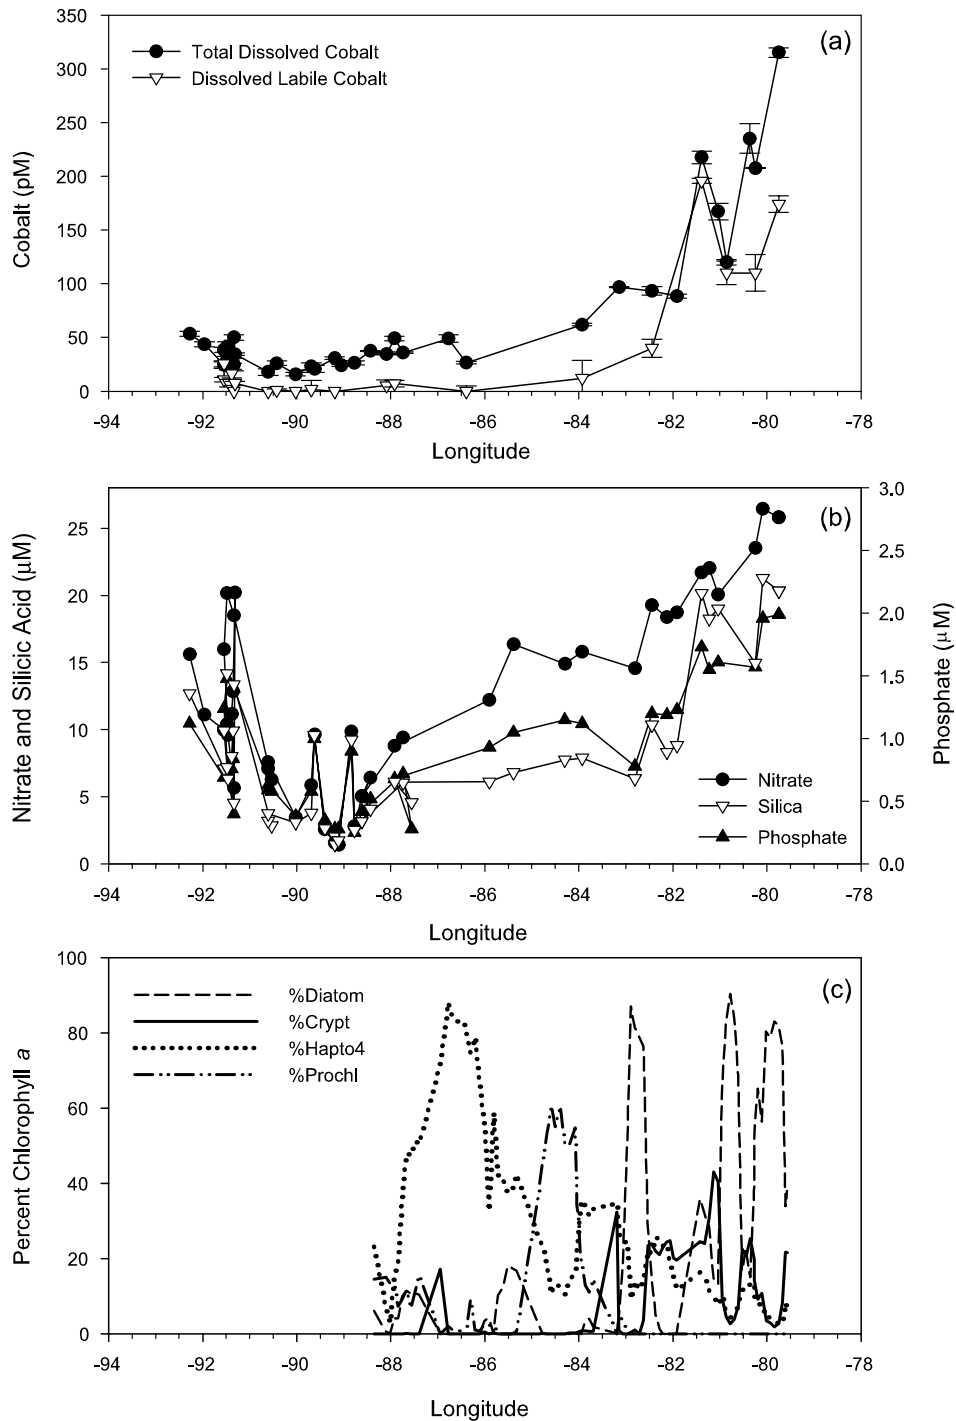 350
300
250
200
150
100
50
0
Cobalt (pM)
Total Dissolved Cobalt
Dissolved Labile Cobalt
(a)
-94 -92 -90 -88 -86 -84 -82 -80 -78
Longitude
25
20
15
10
5
0
Nitrate and Silicic Acid (μM)
(b)
Nitrate
Silica
Phosphate
3.0
2.5
2.0
1.5
1.0
0.5
0.0
Phosphate (μM)
-94 -92 -90 -88 -86 -84 -82 -80 -78
Longitude
100
80
60
40
20
0
Percent Chlorophyll a
%Diatom
%Crypt
%Hapto4
%Prochl
(c)
-94 -92 -90 -88 -86 -84 -82 -80 -78
Longitude